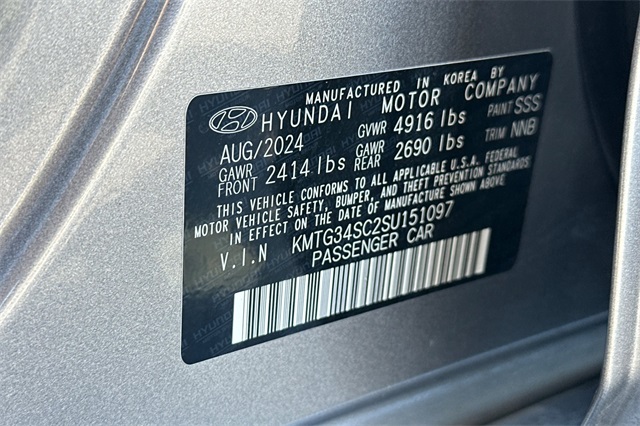 MANUFACTURED IN KOREA BY
HYUNDAI MOTOR COMPANY
AUG/2024 GVWR 4916 lbs PAINT SSS
GAWR FRONT 2414 lbs GAWR REAR 2690 lbs TRIM NNB
THIS VEHICLE CONFORMS TO ALL APPLICABLE U.S. FEDERAL
MOTOR VEHICLE SAFETY, BUMPER, AND THEFT PREVENTION STANDARDS
IN EFFECT ON THE DATE OF MANUFACTURE SHOWN ABOVE.
V.I.N KMTG34SC2SU151097
PASSENGER CAR